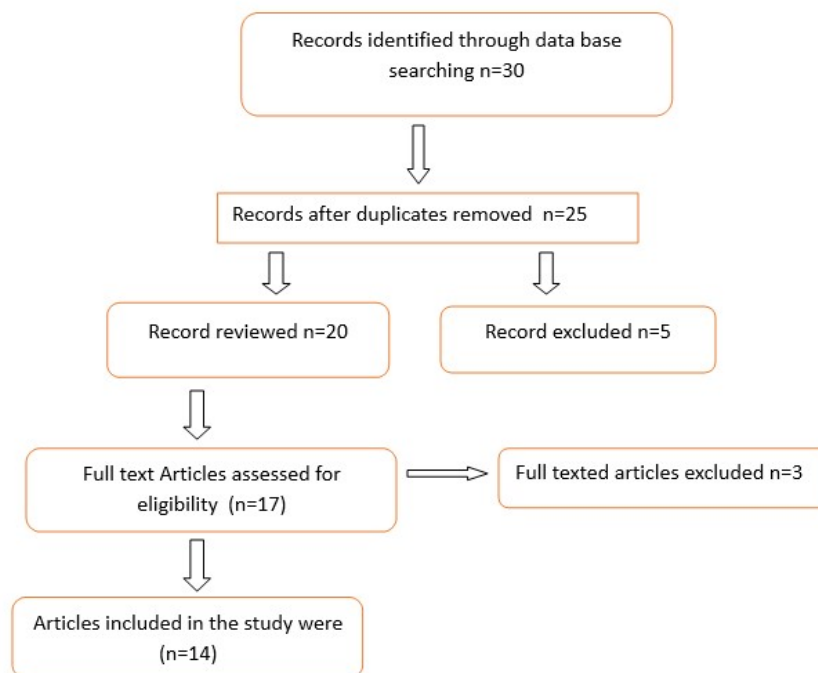 Records identified through data base
searching n=30
Records after duplicates removed n=25
Record reviewed n=20
Record excluded n=5
Full text Articles assessed for
eligibility (n=17)
Full texted articles excluded n=3
Articles included in the study were
(n=14)